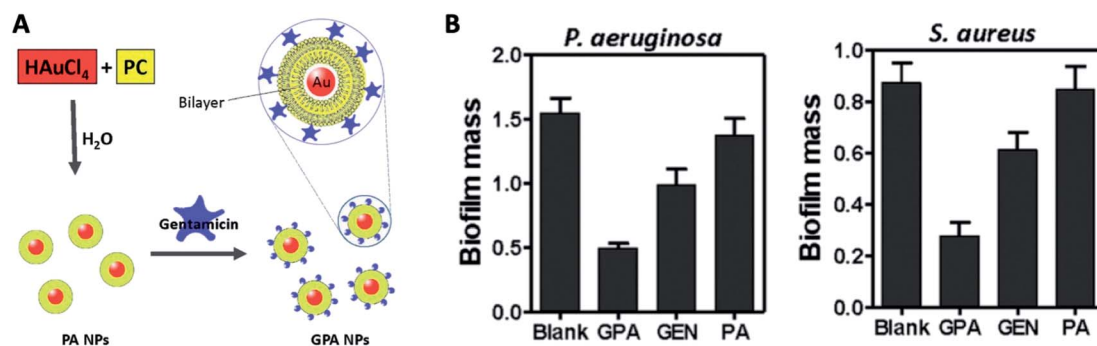 A
HAuCl₄ + PC
H₂O
Bilayer
Au
Gentamicin
PA NPs
GPA NPs
B
P. aeruginosa
Biofilm mass
2.0
1.5
1.0
0.5
0.0
Blank GPA GEN PA
S. aureus
Biofilm mass
1.0
0.8
0.6
0.4
0.2
0.0
Blank GPA GEN PA